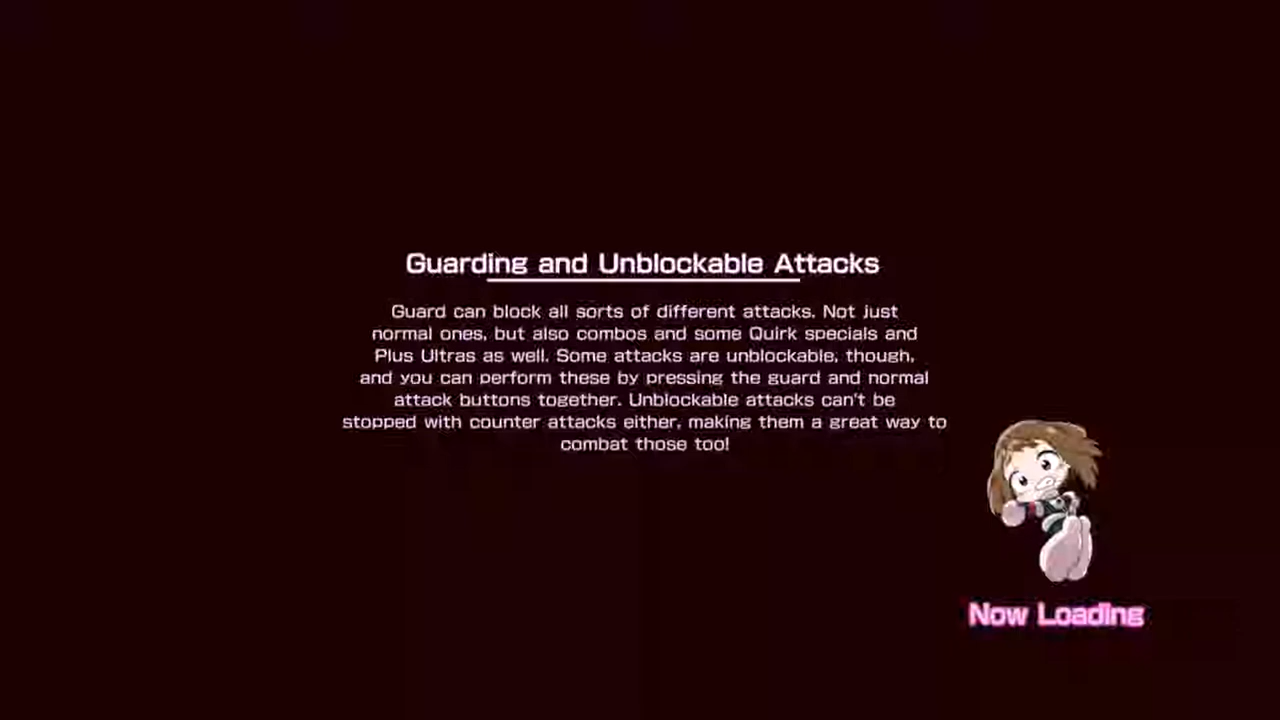 Guarding and Unblockable Attacks
Guard can block all sorts of different attacks. Not just
normal ones, but also combos and some Quirk specials and
Plus Ultras as well. Some attacks are unblockable, though,
and you can perform these by pressing the guard and normal
attack buttons together. Unblockable attacks can't be
stopped with counter attacks either, making them a great way to
combat those too!
Now Loading